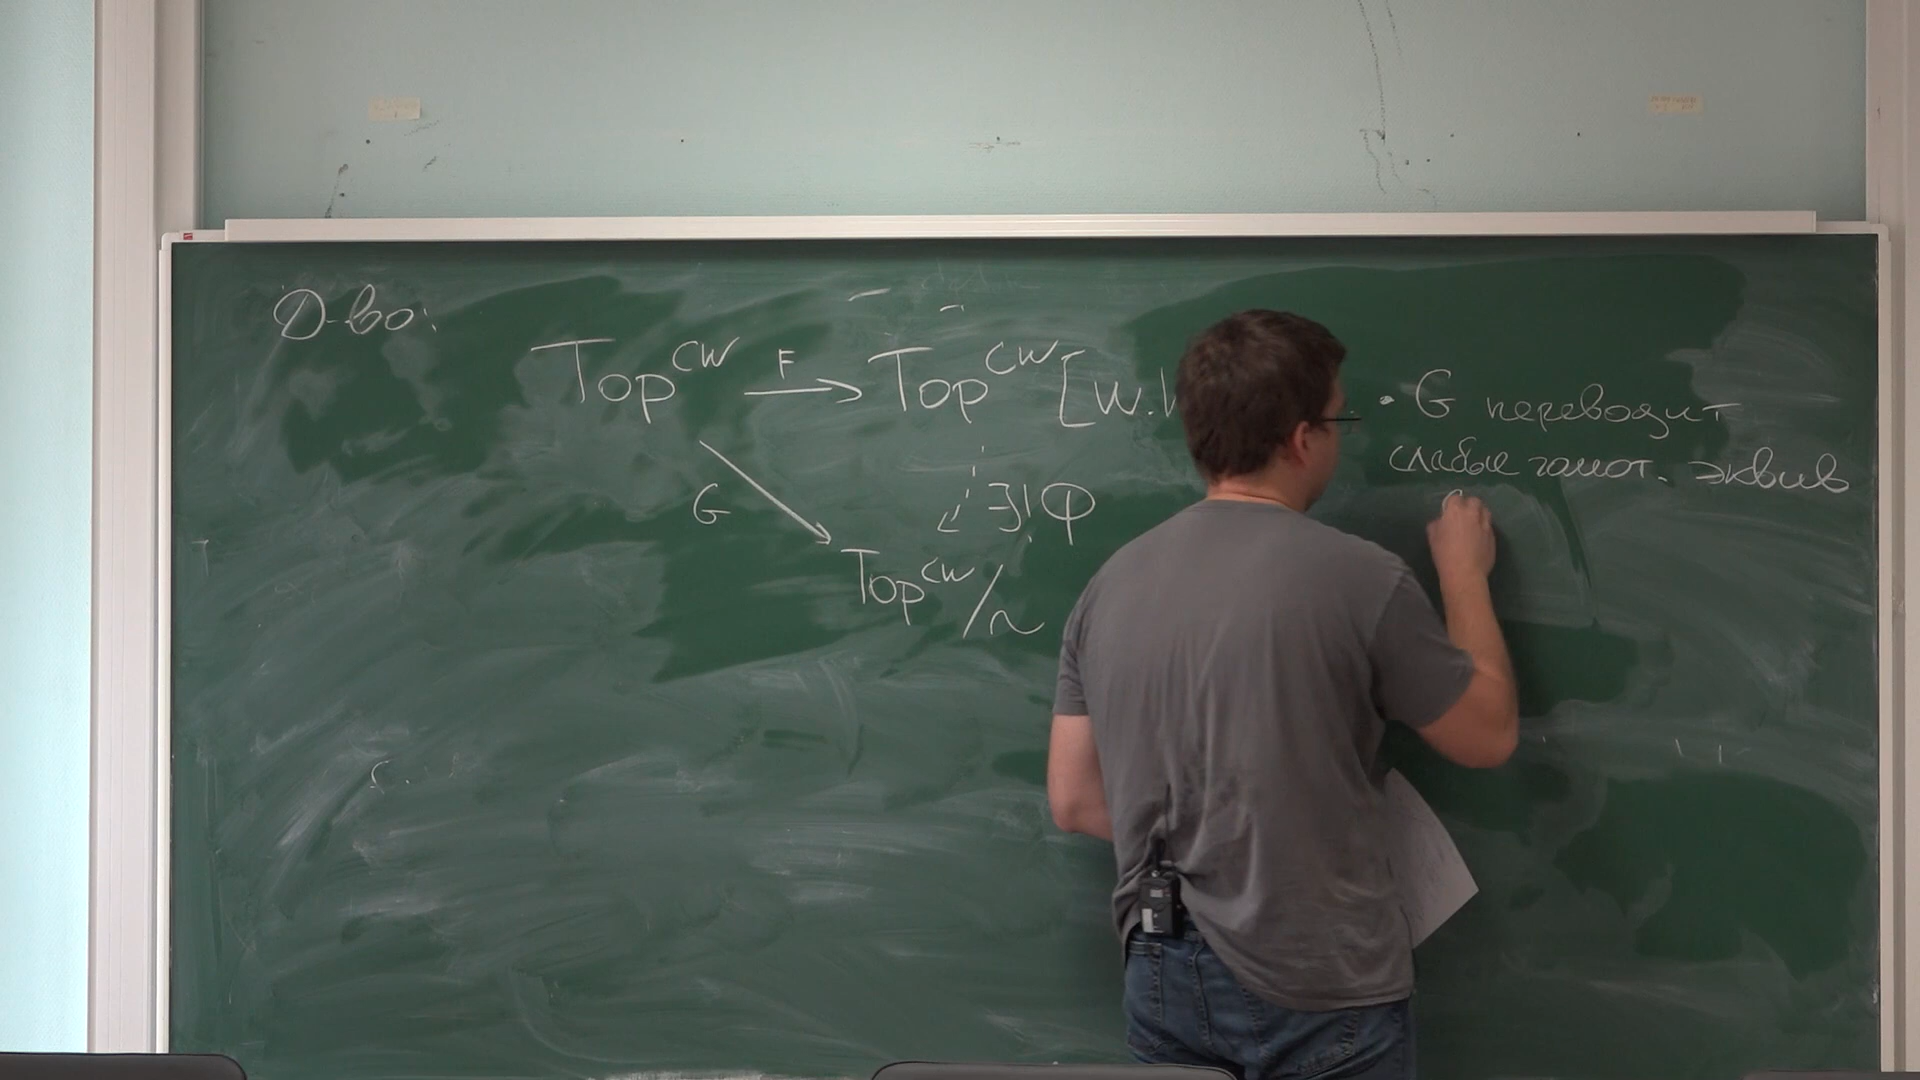 Д-во:
Top^CW F → Top^CW [W.
G ∃! Φ
Top^CW/~
• G переводит
слабые гомот. эквив